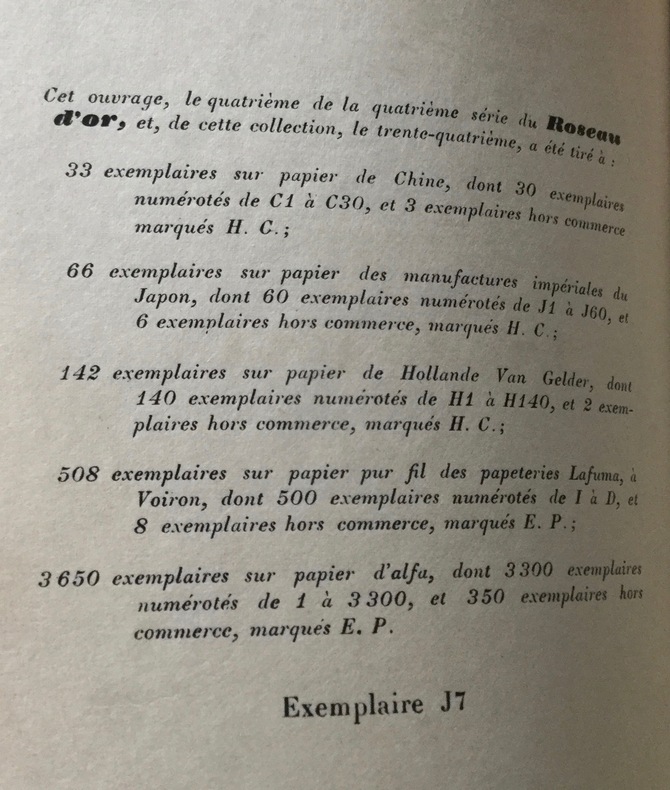 Cet ouvrage, le quatrième de la quatrième série du Roseau
d'or, et, de cette collection, le trente-quatrième, a été tiré à :
33 exemplaires sur papier de Chine, dont 30 exemplaires
numérotés de C1 à C30, et 3 exemplaires hors commerce
marqués H. C. ;
66 exemplaires sur papier des manufactures impériales du
Japon, dont 60 exemplaires numérotés de J1 à J60, et
6 exemplaires hors commerce, marqués H. C. ;
142 exemplaires sur papier de Hollande Van Gelder, dont
140 exemplaires numérotés de H1 à H140, et 2 exem-
plaires hors commerce, marqués H. C. ;
508 exemplaires sur papier pur fil des papeteries Lafuma, à
Voiron, dont 500 exemplaires numérotés de I à D, et
8 exemplaires hors commerce, marqués E. P. ;
3 650 exemplaires sur papier d'alfa, dont 3 300 exemplaires
numérotés de 1 à 3 300, et 350 exemplaires hors
commerce, marqués E. P.
Exemplaire J7